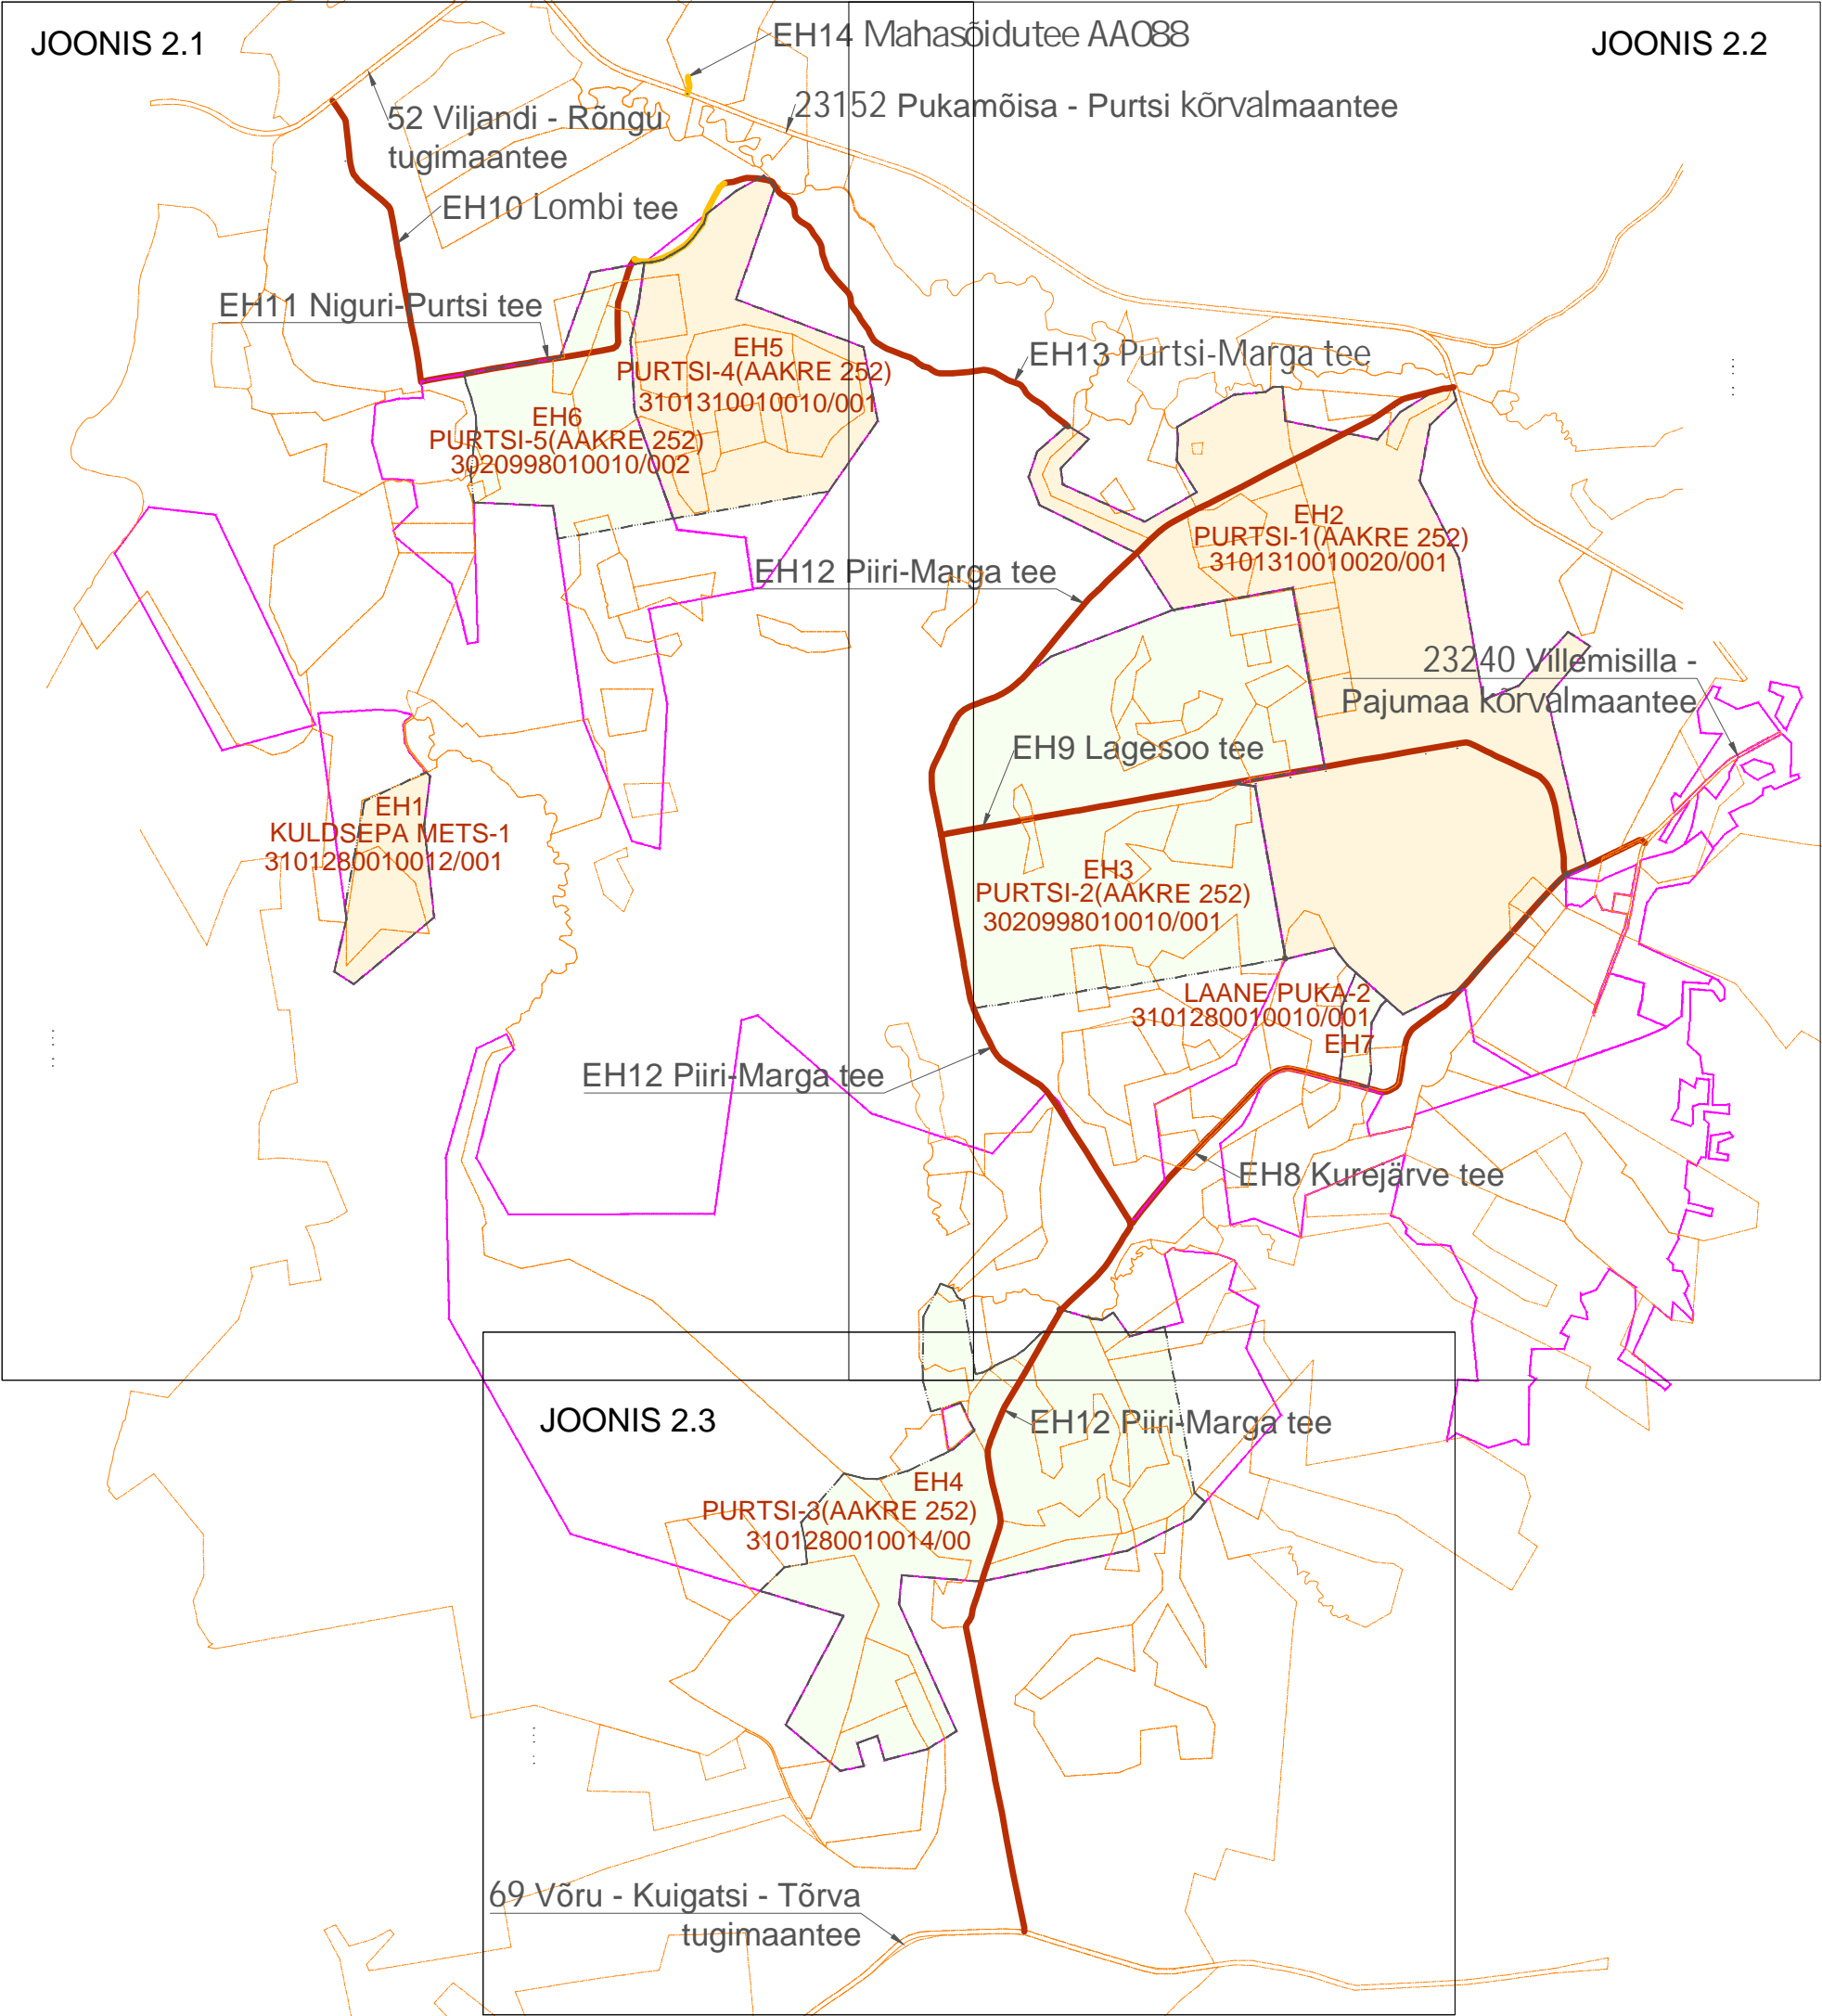 JOONIS 2.1
EH14 Mahasõidutee AA088
JOONIS 2.2
52 Viljandi - Rõngu
tugimaantee
23152 Pukamõisa - Purtsi kõrvalmaantee
EH10 Lombi tee
EH11 Niguri-Purtsi tee
EH5
PURTSI-4(AAKRE 252)
3101310010010/001
EH13 Purtsi-Marga tee
EH6
PURTSI-5(AAKRE 252)
3020998010010/002
EH2
PURTSI-1(AAKRE 252)
3101310010020/001
EH12 Piiri-Marga tee
23240 Villemisilla -
Pajumaa kõrvalmaantee
EH9 Lagesoo tee
EH1
KULDSEPA METS-1
3101280010012/001
EH3
PURTSI-2(AAKRE 252)
3020998010010/001
LAANE PUKA-2
3101280010010/001
EH7
EH12 Piiri-Marga tee
EH8 Kurejärve tee
JOONIS 2.3
EH12 Piiri-Marga tee
EH4
PURTSI-3(AAKRE 252)
3101280010014/00
69 Võru - Kuigatsi - Tõrva
tugimaantee